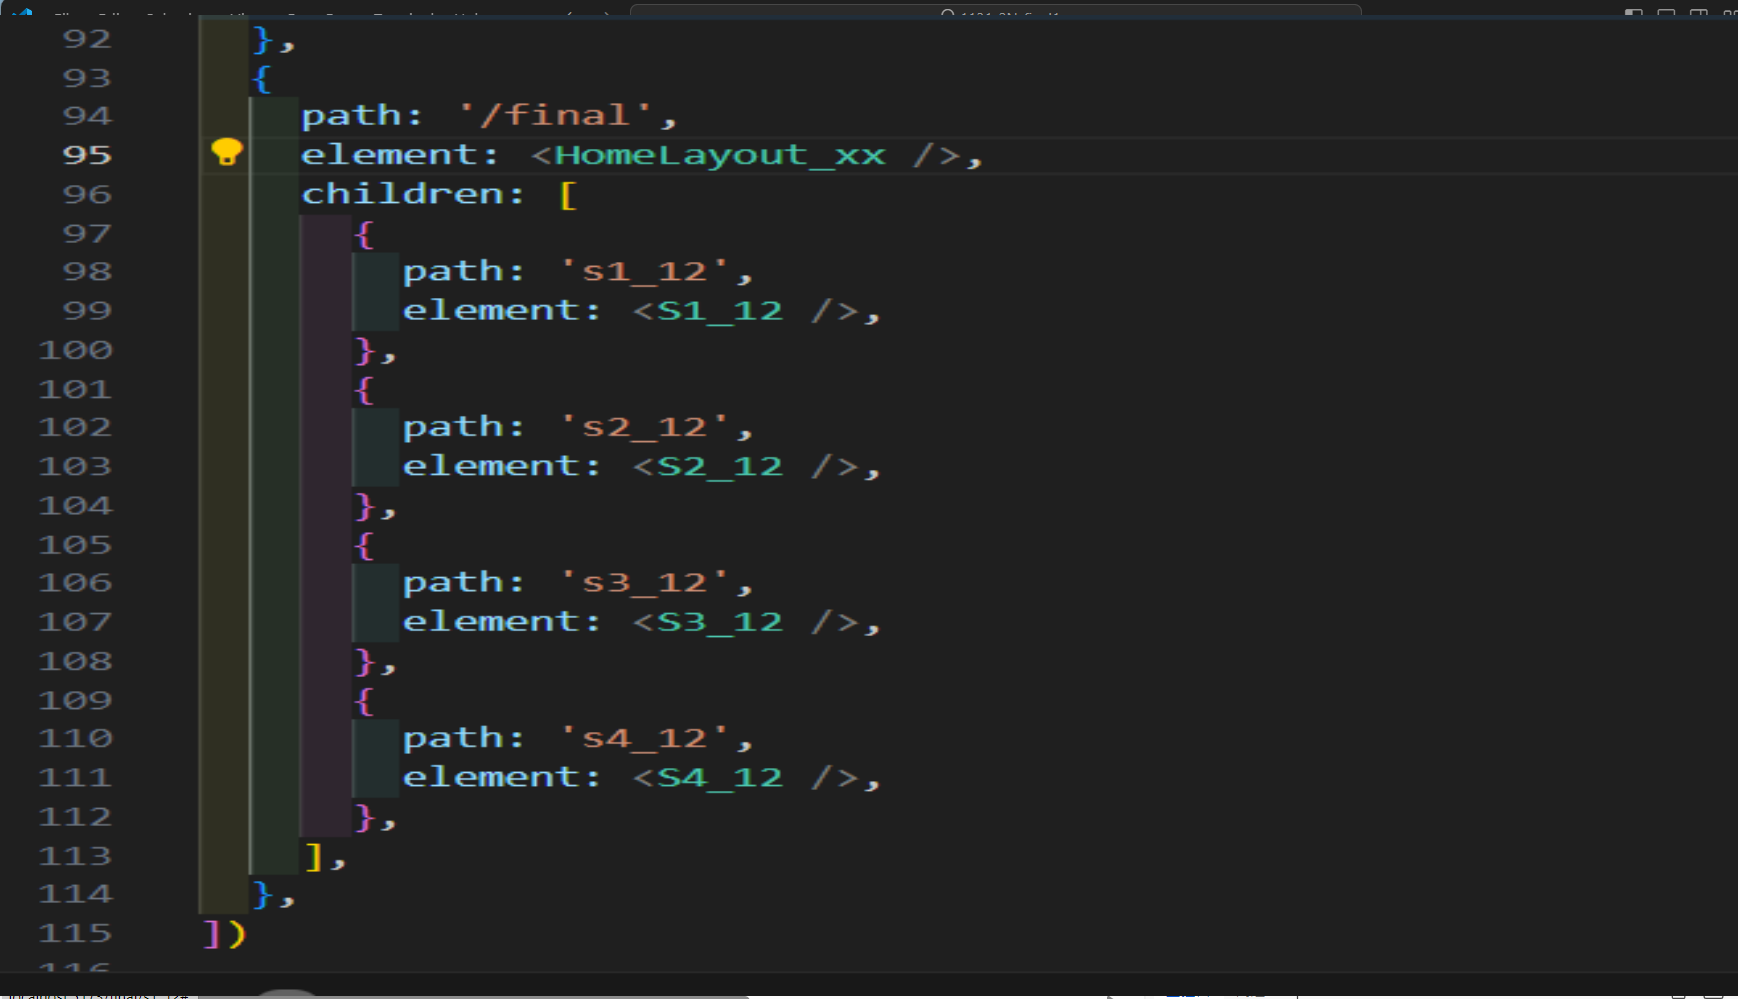 92 },
93 {
94 path: '/final',
95 element: <HomeLayout_xx />,
96 children: [
97 {
98 path: 's1_12',
99 element: <S1_12 />,
100 },
101 {
102 path: 's2_12',
103 element: <S2_12 />,
104 },
105 {
106 path: 's3_12',
107 element: <S3_12 />,
108 },
109 {
110 path: 's4_12',
111 element: <S4_12 />,
112 },
113 ],
114 },
115 ])
116